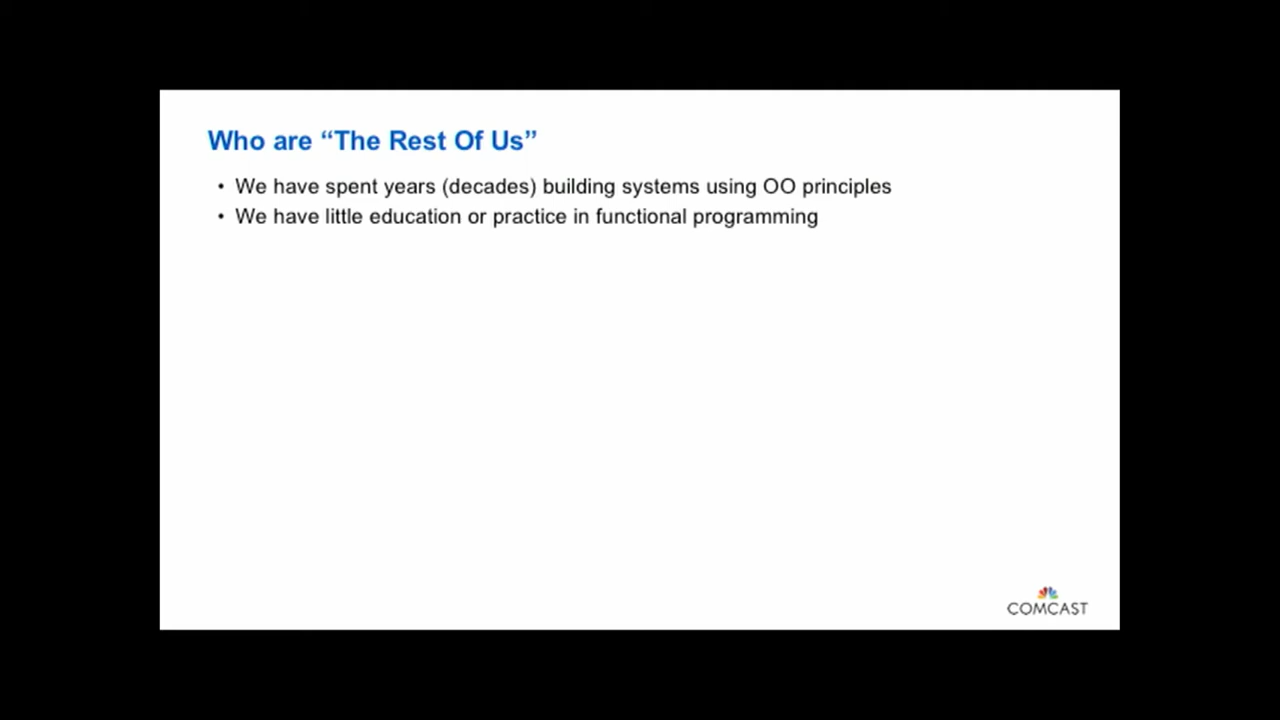 Who are “The Rest Of Us”
• We have spent years (decades) building systems using OO principles
• We have little education or practice in functional programming
COMCAST